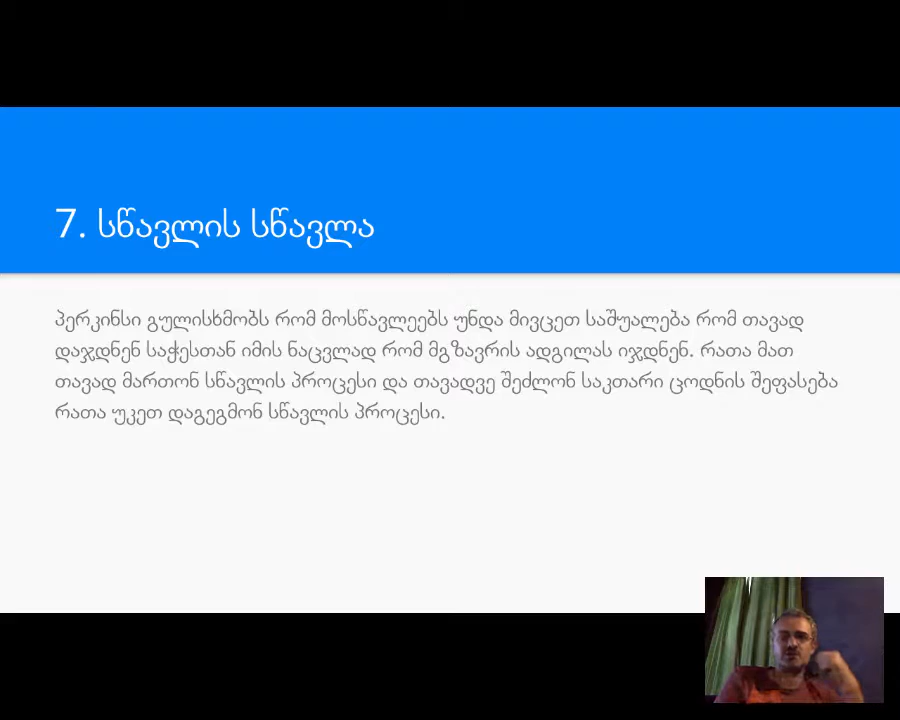 7. სწავლის სწავლა
პერკინსი გულისხმობს რომ მოსწავლეებს უნდა მივცეთ საშუალება რომ თავად
დაჯდნენ საჭესთან იმის ნაცვლად რომ მგზავრის ადგილას იჯდნენ. რათა მათ
თავად მართონ სწავლის პროცესი და თავადვე შეძლონ საკთარი ცოდნის შეფასება
რათა უკეთ დაგეგმონ სწავლის პროცესი.